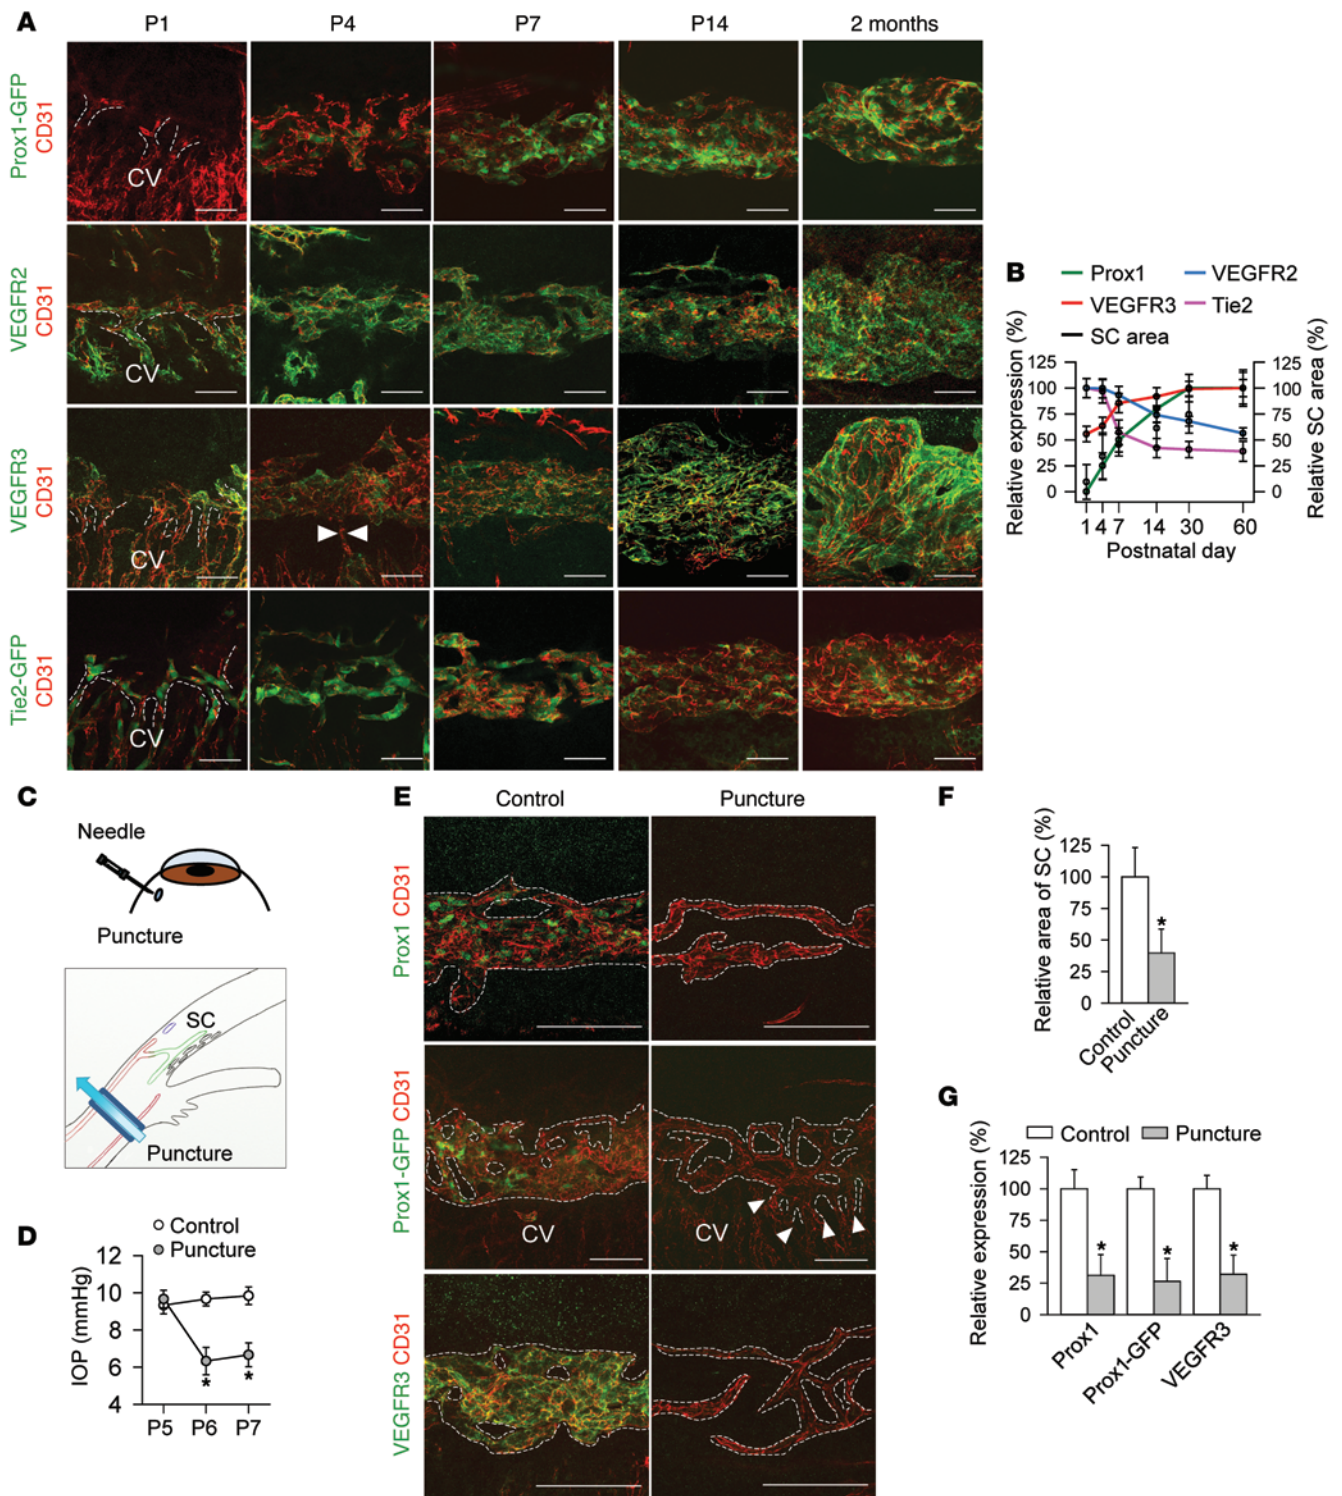 A
P1 P4 P7 P14 2 months
Prox1-GFP
CD31
CV
VEGFR2
CD31
CV
VEGFR3
CD31
CV
Tie2-GFP
CD31
CV
B
Prox1 VEGFR2
VEGFR3 Tie2
SC area
Relative expression (%)
125
100
75
50
25
0
Relative SC area (%)
125
100
75
50
25
0
1 4 7 14 30 60
Postnatal day
C
Needle
Puncture
SC
Puncture
D
Control
Puncture
IOP (mmHg)
12
10
8
6
4
* *
P5 P6 P7
E
Control Puncture
Prox1 CD31
Prox1-GFP CD31
CV CV
VEGFR3 CD31
F
Relative area of SC (%)
125
100
75
50
25
0
*
Control
Puncture
G
Control Puncture
Relative expression (%)
125
100
75
50
25
0
* * *
Prox1
Prox1-GFP
VEGFR3